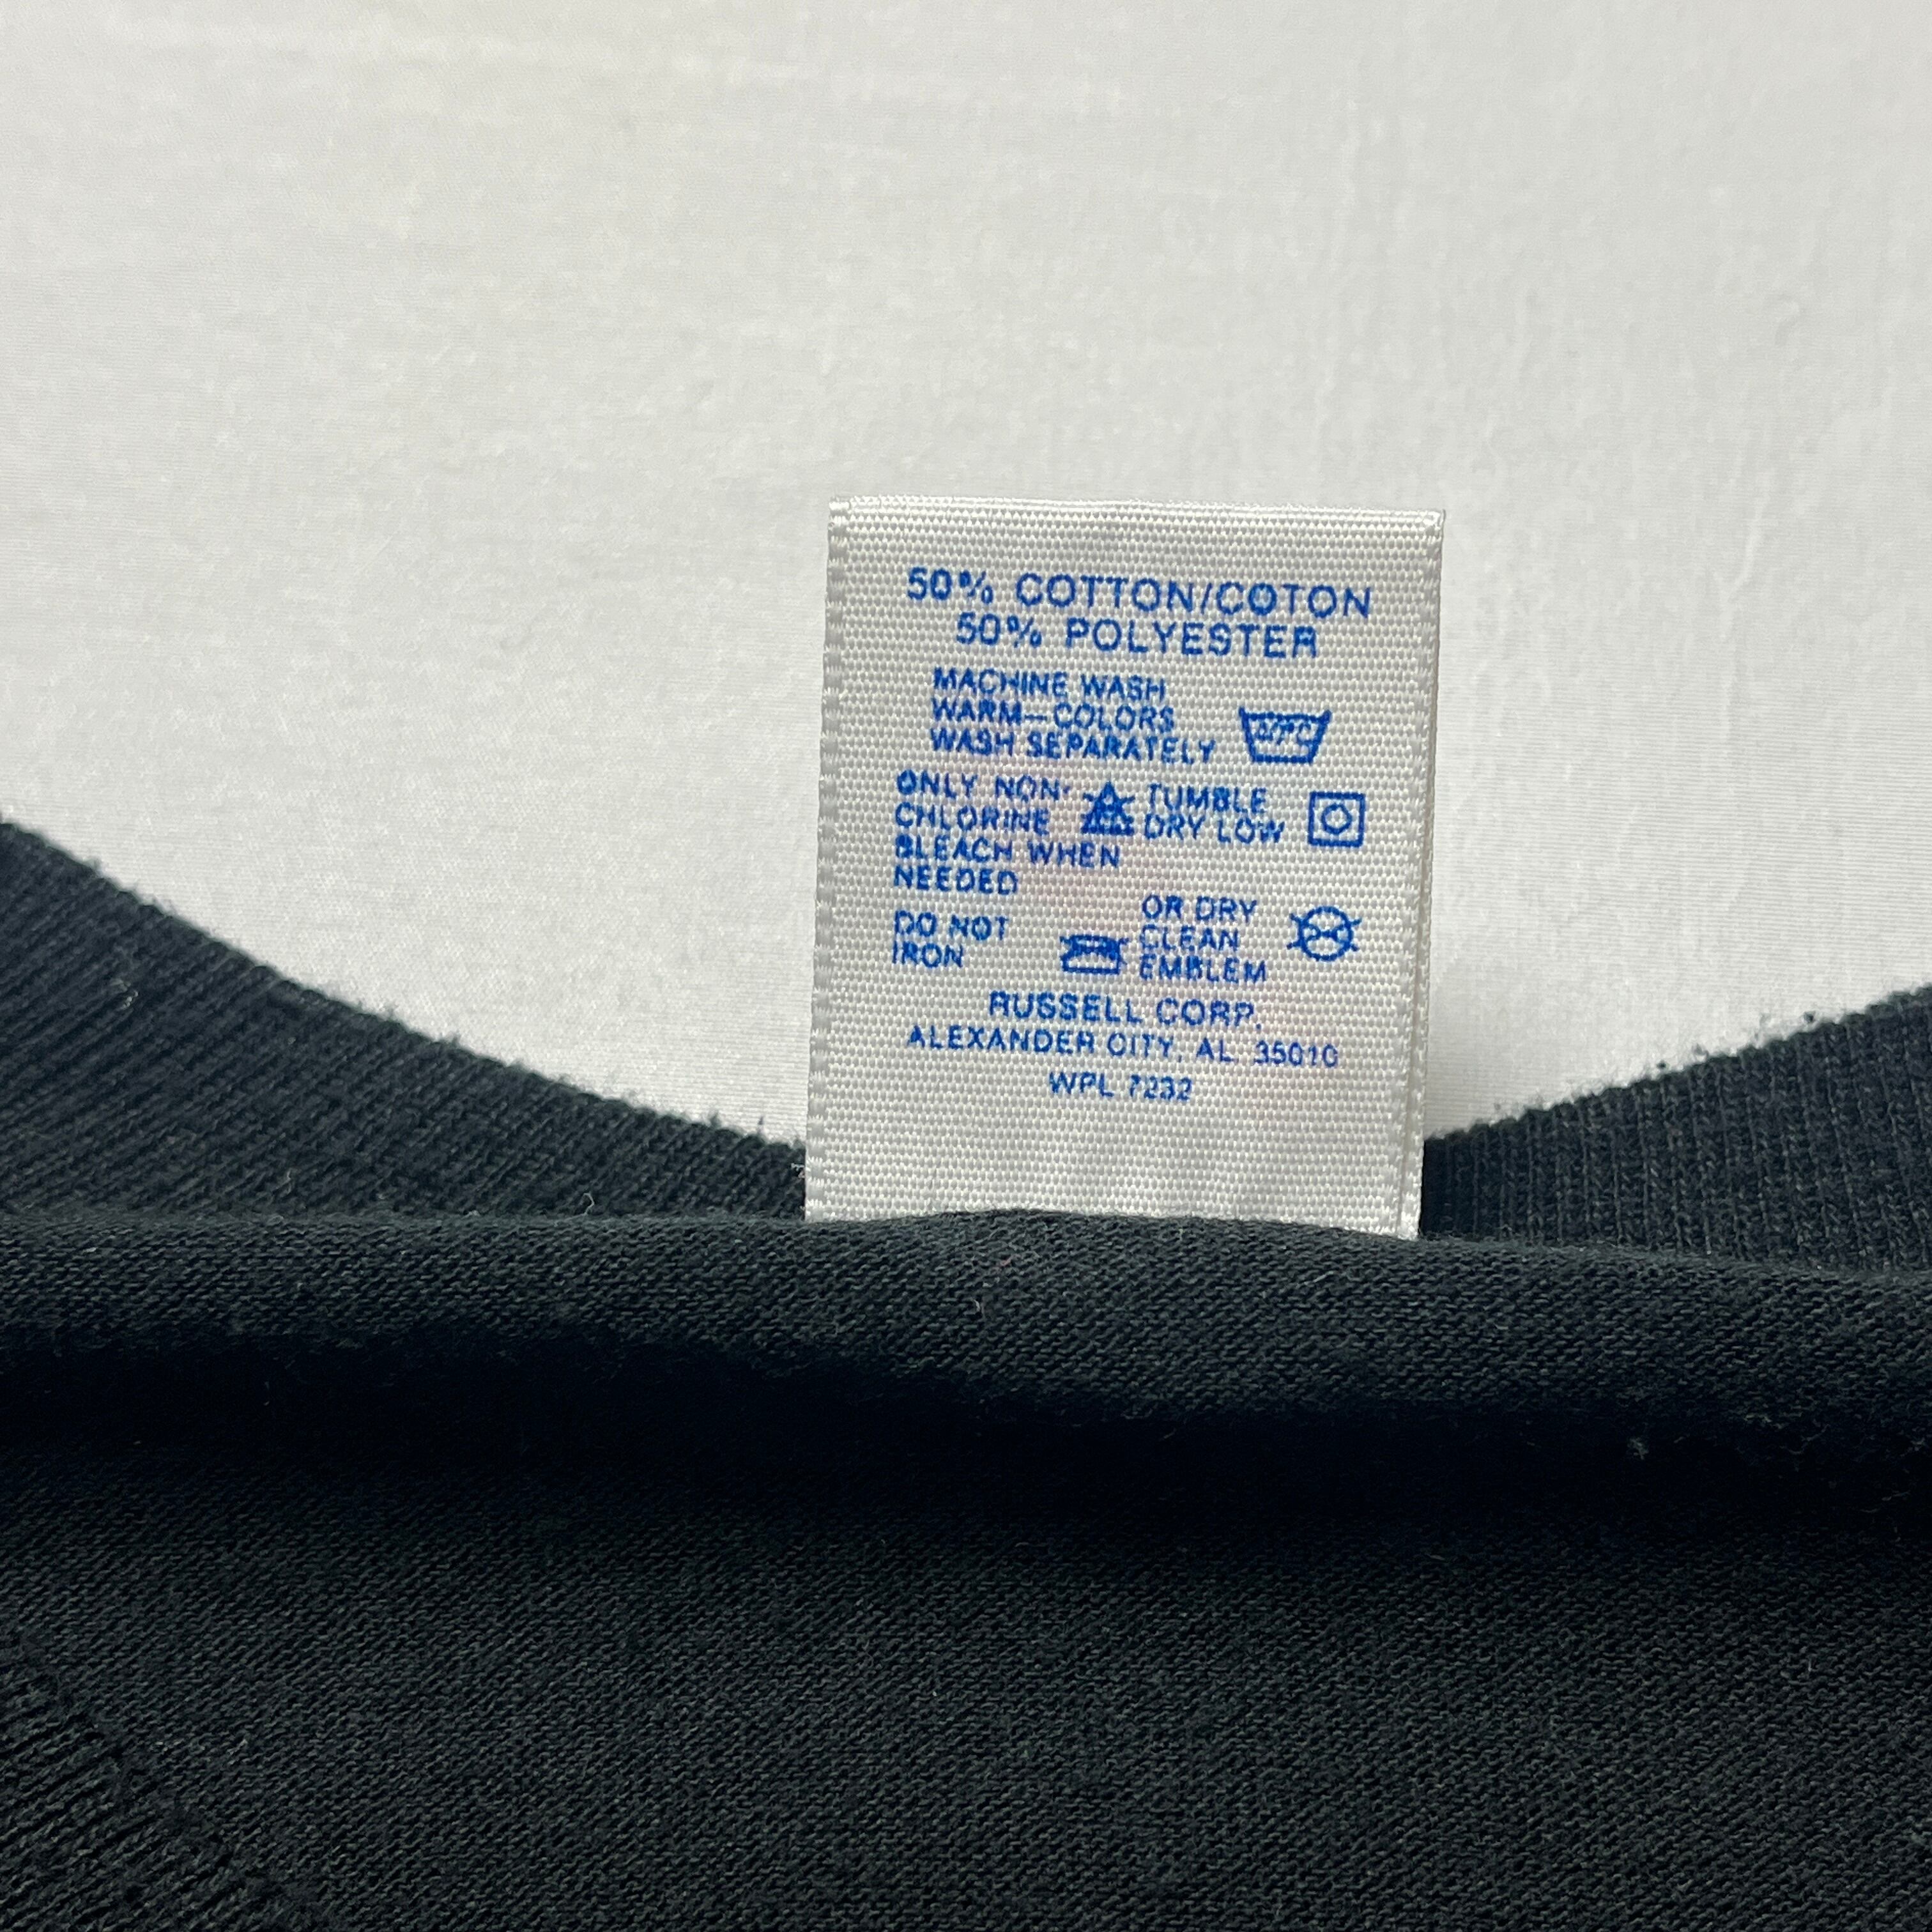 50% COTTON/COTON
50% POLYESTER
MACHINE WASH
WARM—COLORS
WASH SEPARATELY
ONLY NON-
CHLORINE
BLEACH WHEN
NEEDED
TUMBLE
DRY LOW
DO NOT
IRON
OR DRY
CLEAN
EMBLEM
RUSSELL CORP.
ALEXANDER CITY, AL. 35010
WPL 7232